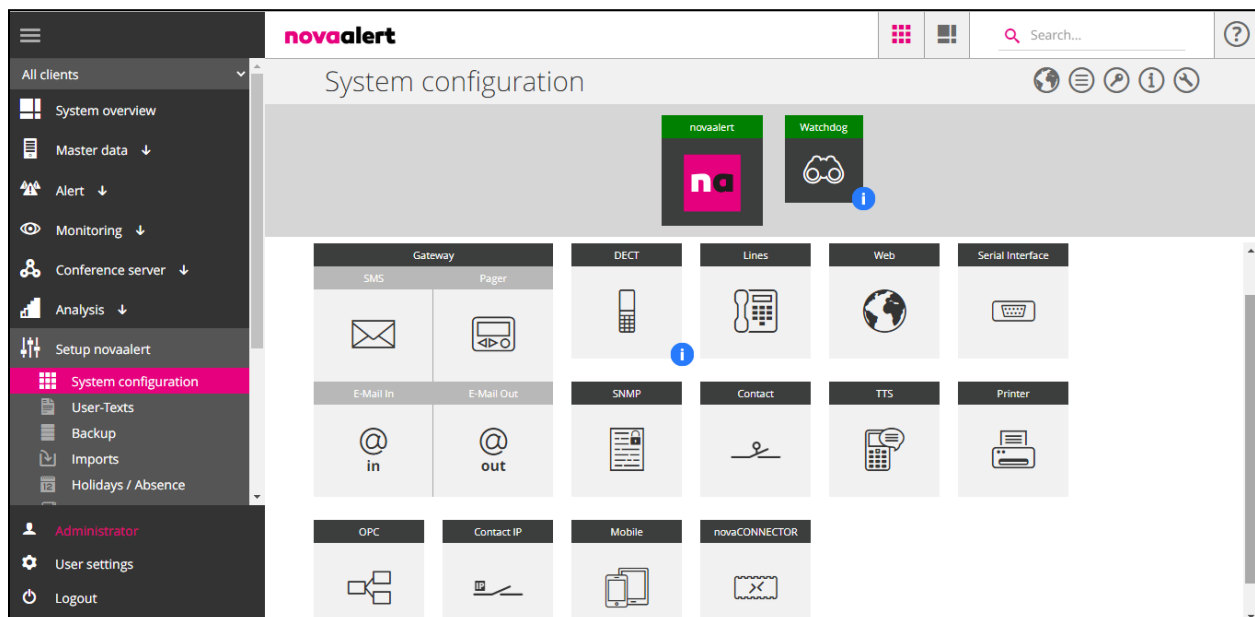 novaalert
Search...
?
All clients
System overview
Master data
Alert
Monitoring
Conference server
Analysis
Setup novaalert
System configuration
User-Texts
Backup
Imports
12 Holidays / Absence
Administrator
User settings
Logout
System configuration
novaalert
Watchdog
na
i
Gateway
DECT
Lines
Web
Serial Interface
SMS
Pager
i
E-Mail In
E-Mail Out
SNMP
Contact
TTS
Printer
@
in
@
out
OPC
Contact IP
Mobile
novaCONNECTOR
IP